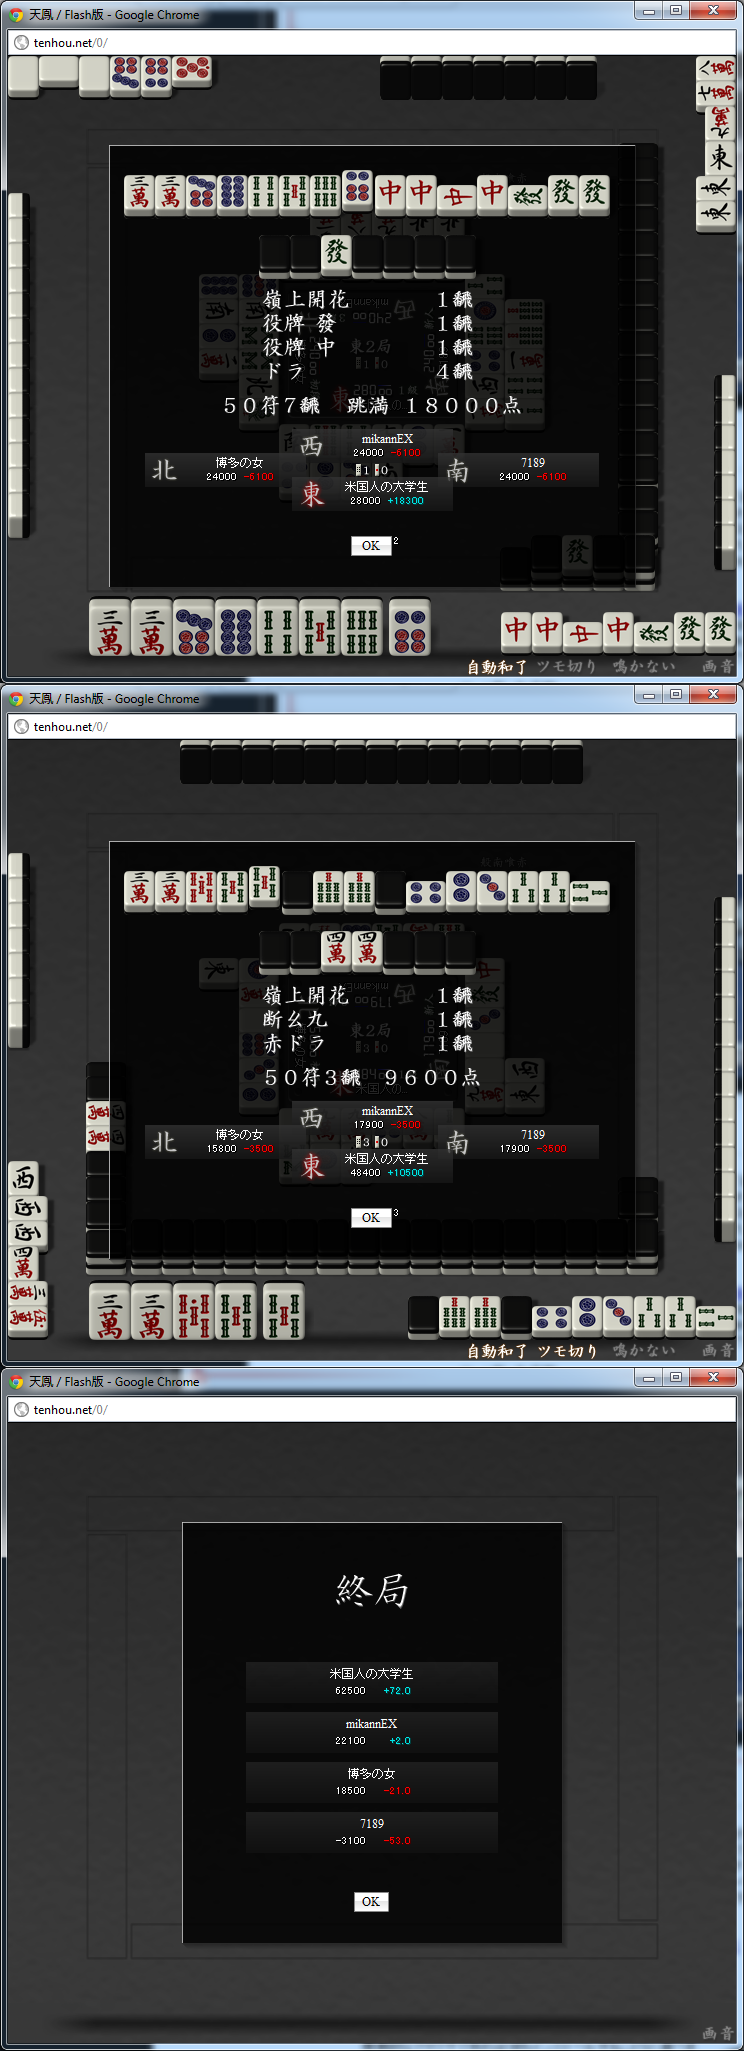 天鳳 / Flash版 - Google Chrome
tenhou.net/0/
嶺上開花 1飜
役牌 發 1飜
役牌 中 1飜
ドラ 4飜
50符7飜 跳満 18000点
西 mikannEX
24000 -6100
北 博多の女
24000 -6100
1 0
南 7189
24000 -6100
東 米国人の大学生
28000 +18300
OK 2
自動和了 ツモ切り 鳴かない 画音
天鳳 / Flash版 - Google Chrome
tenhou.net/0/
嶺上開花 1飜
断幺九 1飜
赤ドラ 1飜
50符3飜 9600点
西 mikannEX
17900 -3500
北 博多の女
15800 -3500
3 0
南 7189
17900 -3500
東 米国人の大学生
48400 +10500
OK 3
自動和了 ツモ切り 鳴かない 画音
天鳳 / Flash版 - Google Chrome
tenhou.net/0/
終局
米国人の大学生
62500 +72.0
mikannEX
22100 +2.0
博多の女
18500 -21.0
7189
-3100 -53.0
OK
画音